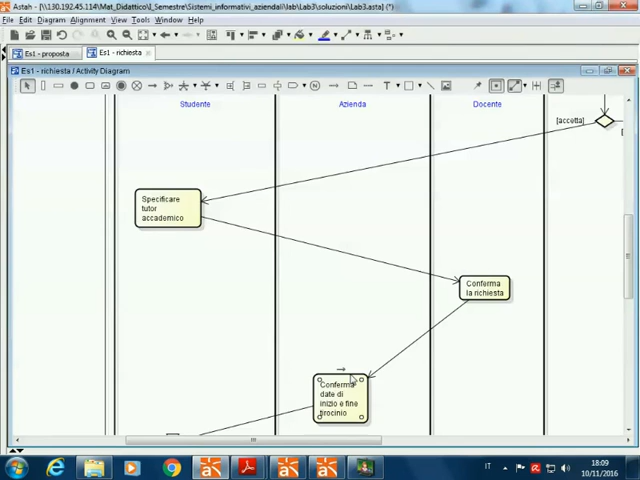 Astah - [\\130.192.45.114\Mat_Didattico\I_Semestre\Sistemi_informativi_aziendali\lab\Lab3\soluzioni\Lab3.asta] (*)
File Edit Diagram Alignment View Tools Window Help
Es1 - proposta Es1 - richiesta
Es1 - richiesta / Activity Diagram
Studente Azienda Docente
[accetta]
Specificare
tutor
accademico
Conferma
la richiesta
Conferma
date di
inizio e fine
tirocinio
IT
18:09
10/11/2016